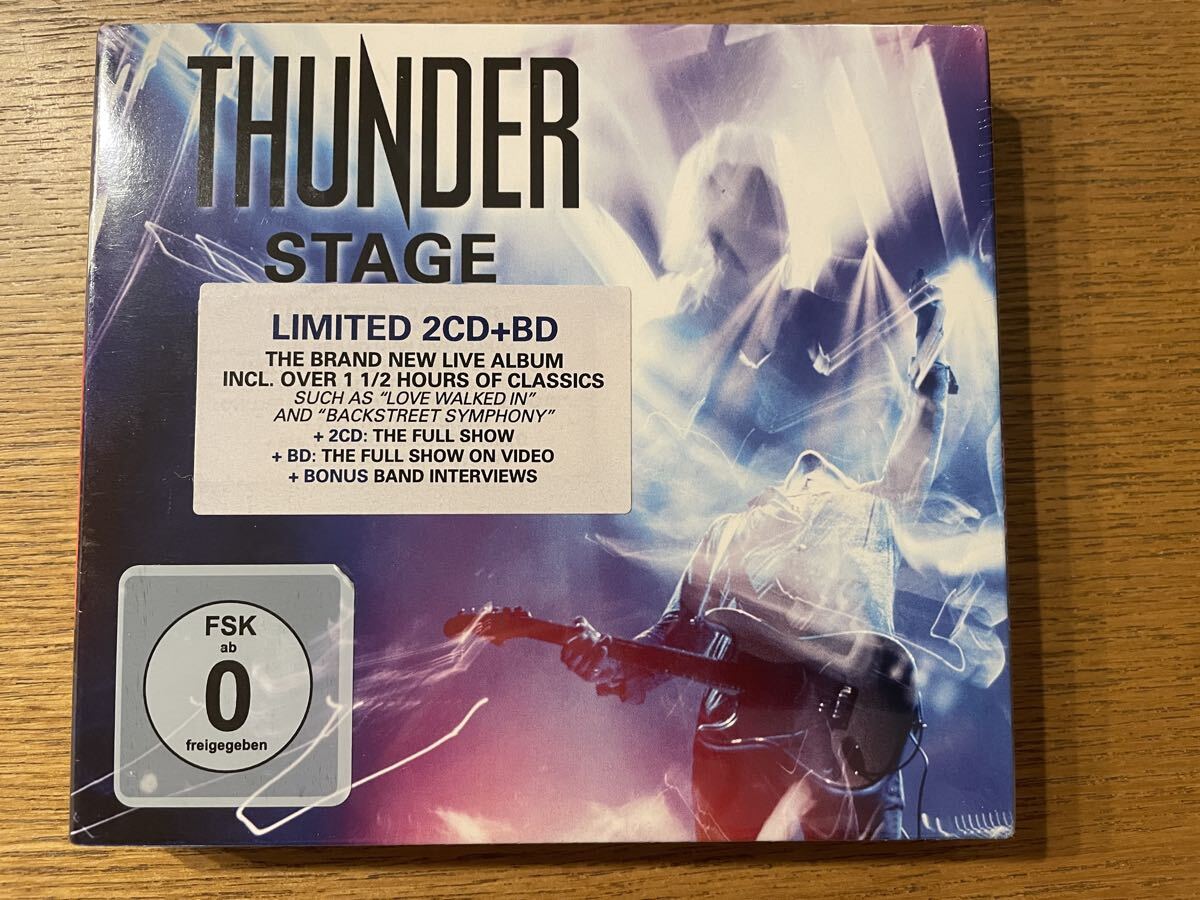 THUNDER
STAGE
LIMITED 2CD+BD
THE BRAND NEW LIVE ALBUM
INCL. OVER 1 1/2 HOURS OF CLASSICS
SUCH AS “LOVE WALKED IN”
AND “BACKSTREET SYMPHONY”
+ 2CD: THE FULL SHOW
+ BD: THE FULL SHOW ON VIDEO
+ BONUS BAND INTERVIEWS
FSK
ab
0
freigegeben